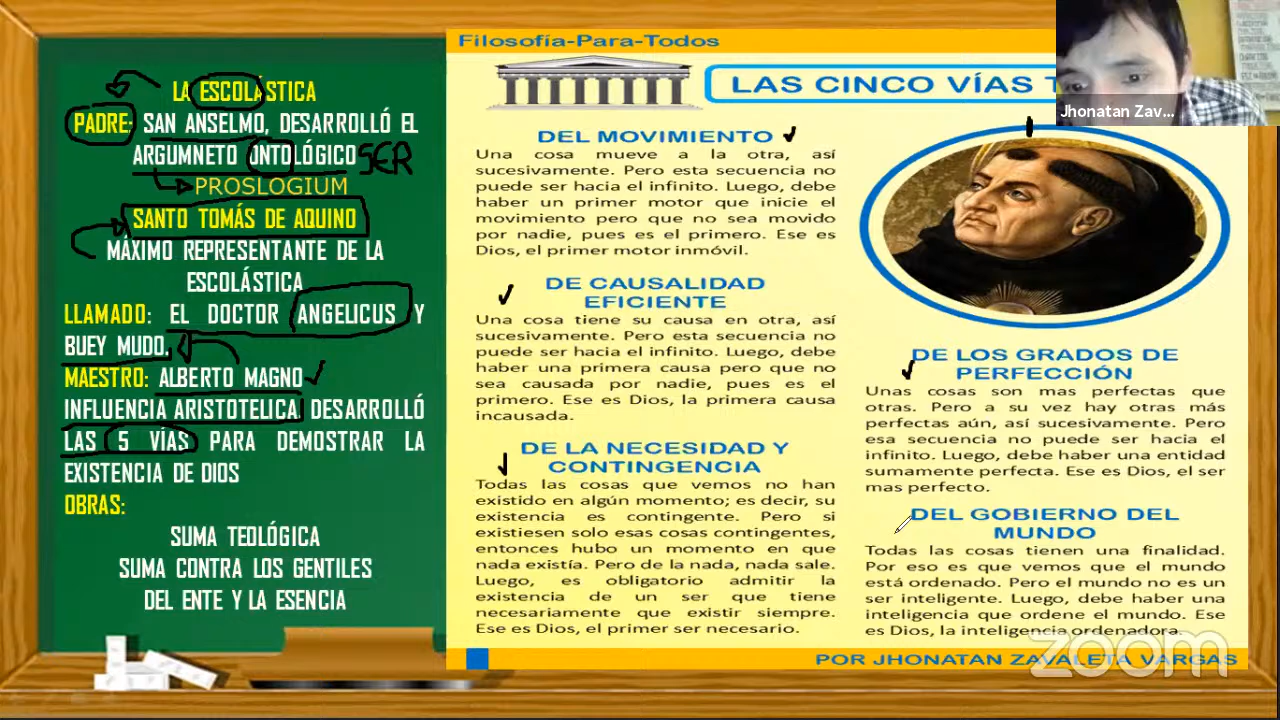 LA ESCOLÁSTICA
PADRE: SAN ANSELMO, DESARROLLÓ EL
ARGUMNETO ONTOLÓGICO SER
PROSLOGIUM
SANTO TOMÁS DE AQUINO
MÁXIMO REPRESENTANTE DE LA
ESCOLÁSTICA
LLAMADO: EL DOCTOR ANGELICUS Y
BUEY MUDO.
MAESTRO: ALBERTO MAGNO
INFLUENCIA ARISTOTELICA. DESARROLLÓ
LAS 5 VÍAS PARA DEMOSTRAR LA
EXISTENCIA DE DIOS
OBRAS:
SUMA TEOLÓGICA
SUMA CONTRA LOS GENTILES
DEL ENTE Y LA ESENCIA
Filosofía-Para-Todos
LAS CINCO VÍAS T
DEL MOVIMIENTO
Una cosa mueve a la otra, así
sucesivamente. Pero esta secuencia no
puede ser hacia el infinito. Luego, debe
haber un primer motor que inicie el
movimiento pero que no sea movido
por nadie, pues es el primero. Ese es
Dios, el primer motor inmóvil.
DE CAUSALIDAD
EFICIENTE
Una cosa tiene su causa en otra, así
sucesivamente. Pero esta secuencia no
puede ser hacia el infinito. Luego, debe
haber una primera causa pero que no
sea causada por nadie, pues es el
primero. Ese es Dios, la primera causa
incausada.
DE LA NECESIDAD Y
CONTINGENCIA
Todas las cosas que vemos no han
existido en algún momento; es decir, su
existencia es contingente. Pero si
existiesen solo esas cosas contingentes,
entonces hubo un momento en que
nada existía. Pero de la nada, nada sale.
Luego, es obligatorio admitir la
existencia de un ser que tiene
necesariamente que existir siempre.
Ese es Dios, el primer ser necesario.
Jhonatan Zav...
DE LOS GRADOS DE
PERFECCIÓN
Unas cosas son mas perfectas que
otras. Pero a su vez hay otras más
perfectas aún, así sucesivamente. Pero
esa secuencia no puede ser hacia el
infinito. Luego, debe haber una entidad
sumamente perfecta. Ese es Dios, el ser
mas perfecto.
DEL GOBIERNO DEL
MUNDO
Todas las cosas tienen una finalidad.
Por eso es que vemos que el mundo
está ordenado. Pero el mundo no es un
ser inteligente. Luego, debe haber una
inteligencia que ordene el mundo. Ese
es Dios, la inteligencia ordenadora.
POR JHONATAN ZAVALETA VARGAS
zoom